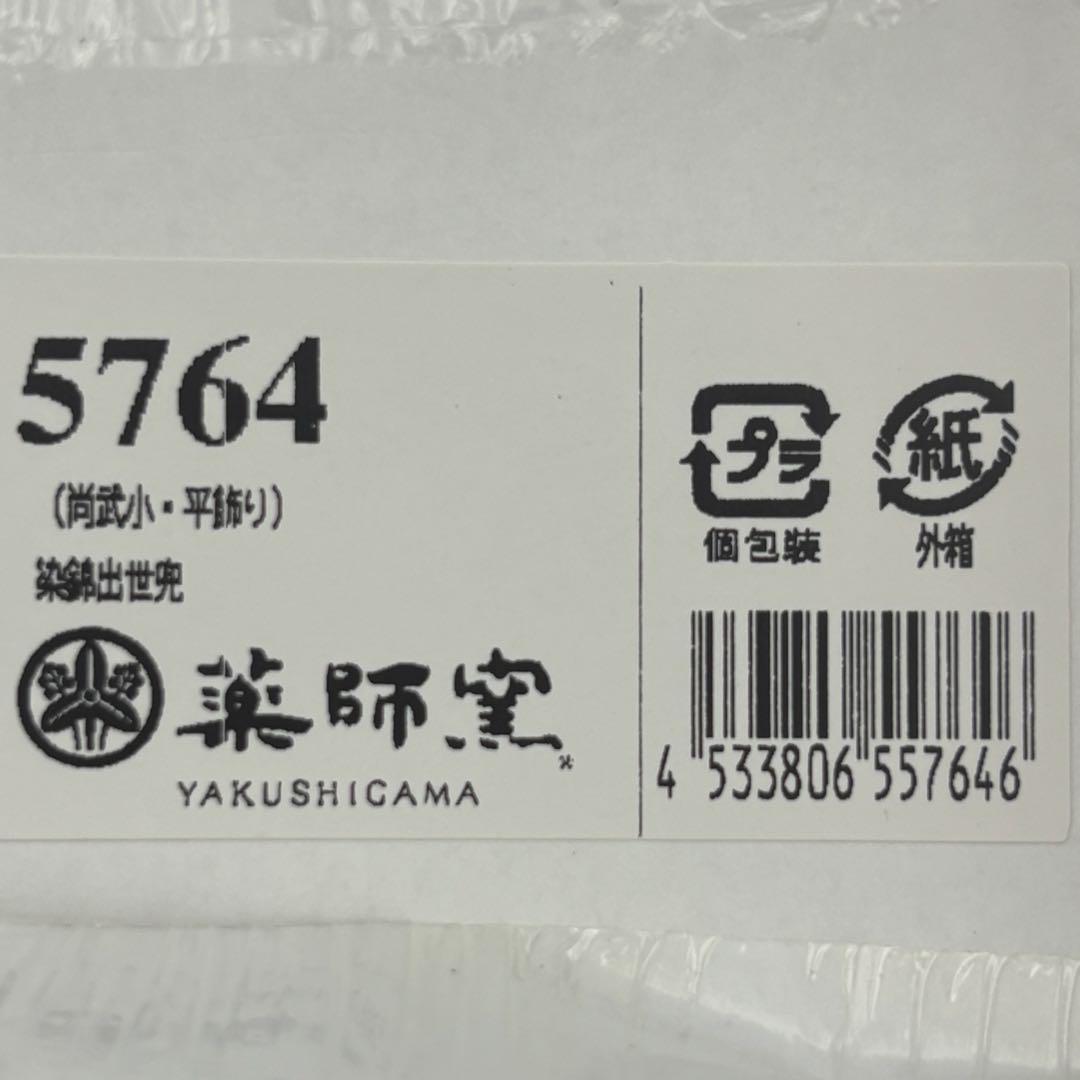 5764
（尚武小・平飾り）
染錦出世兜
薬師窯
YAKUSHIGAMA
プラ
個包装
紙
外箱
4 533806 557646